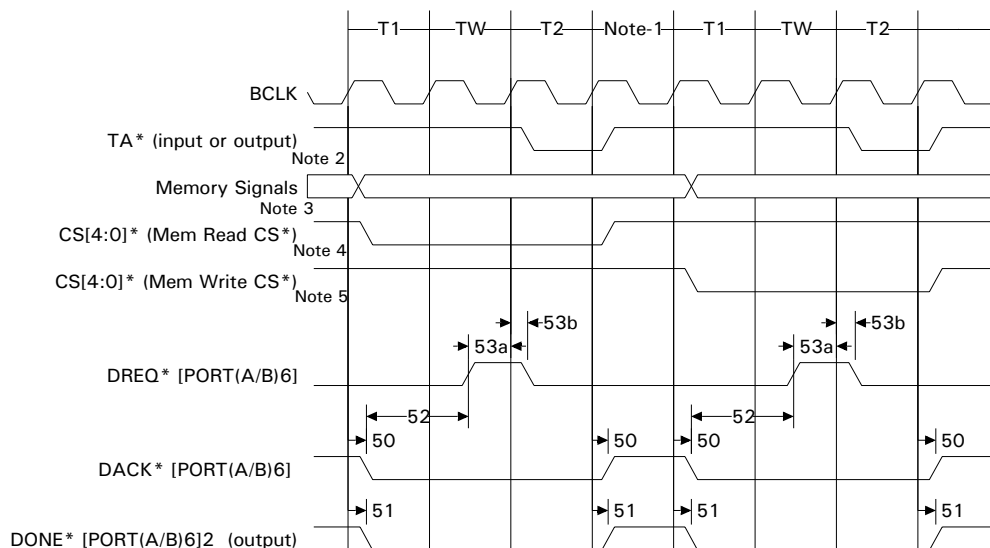 T1 TW T2 Note-1 T1 TW T2
BCLK
TA* (input or output)
Note 2
Memory Signals
Note 3
CS[4:0]* (Mem Read CS*)
Note 4
CS[4:0]* (Mem Write CS*)
Note 5
53b 53b
53a 53a
DREQ* [PORT(A/B)6]
52 52
50 50 50 50
DACK* [PORT(A/B)6]
51 51 51 51
DONE* [PORT(A/B)6]2 (output)